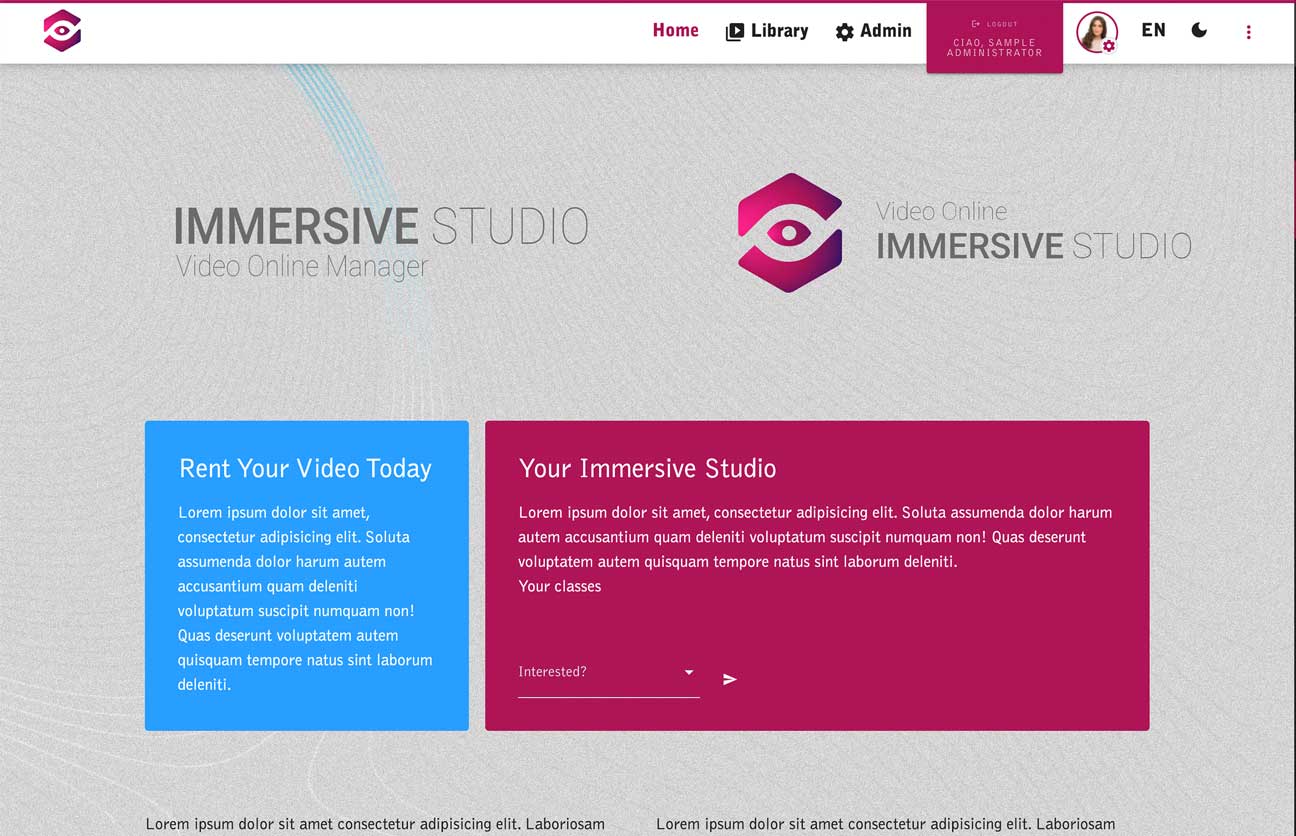 Home
Library
Admin
LOGOUT
CIAO, SAMPLE
ADMINISTRATOR
EN
IMMERSIVE STUDIO
Video Online Manager
Video Online
IMMERSIVE STUDIO
Rent Your Video Today
Lorem ipsum dolor sit amet,
consectetur adipisicing elit. Soluta
assumenda dolor harum autem
accusantium quam deleniti
voluptatum suscipit numquam non!
Quas deserunt voluptatem autem
quisquam tempore natus sint laborum
deleniti.
Your Immersive Studio
Lorem ipsum dolor sit amet, consectetur adipisicing elit. Soluta assumenda dolor harum
autem accusantium quam deleniti voluptatum suscipit numquam non! Quas deserunt
voluptatem autem quisquam tempore natus sint laborum deleniti.
Your classes
Interested?
Lorem ipsum dolor sit amet consectetur adipisicing elit. Laboriosam
Lorem ipsum dolor sit amet consectetur adipisicing elit. Laboriosam